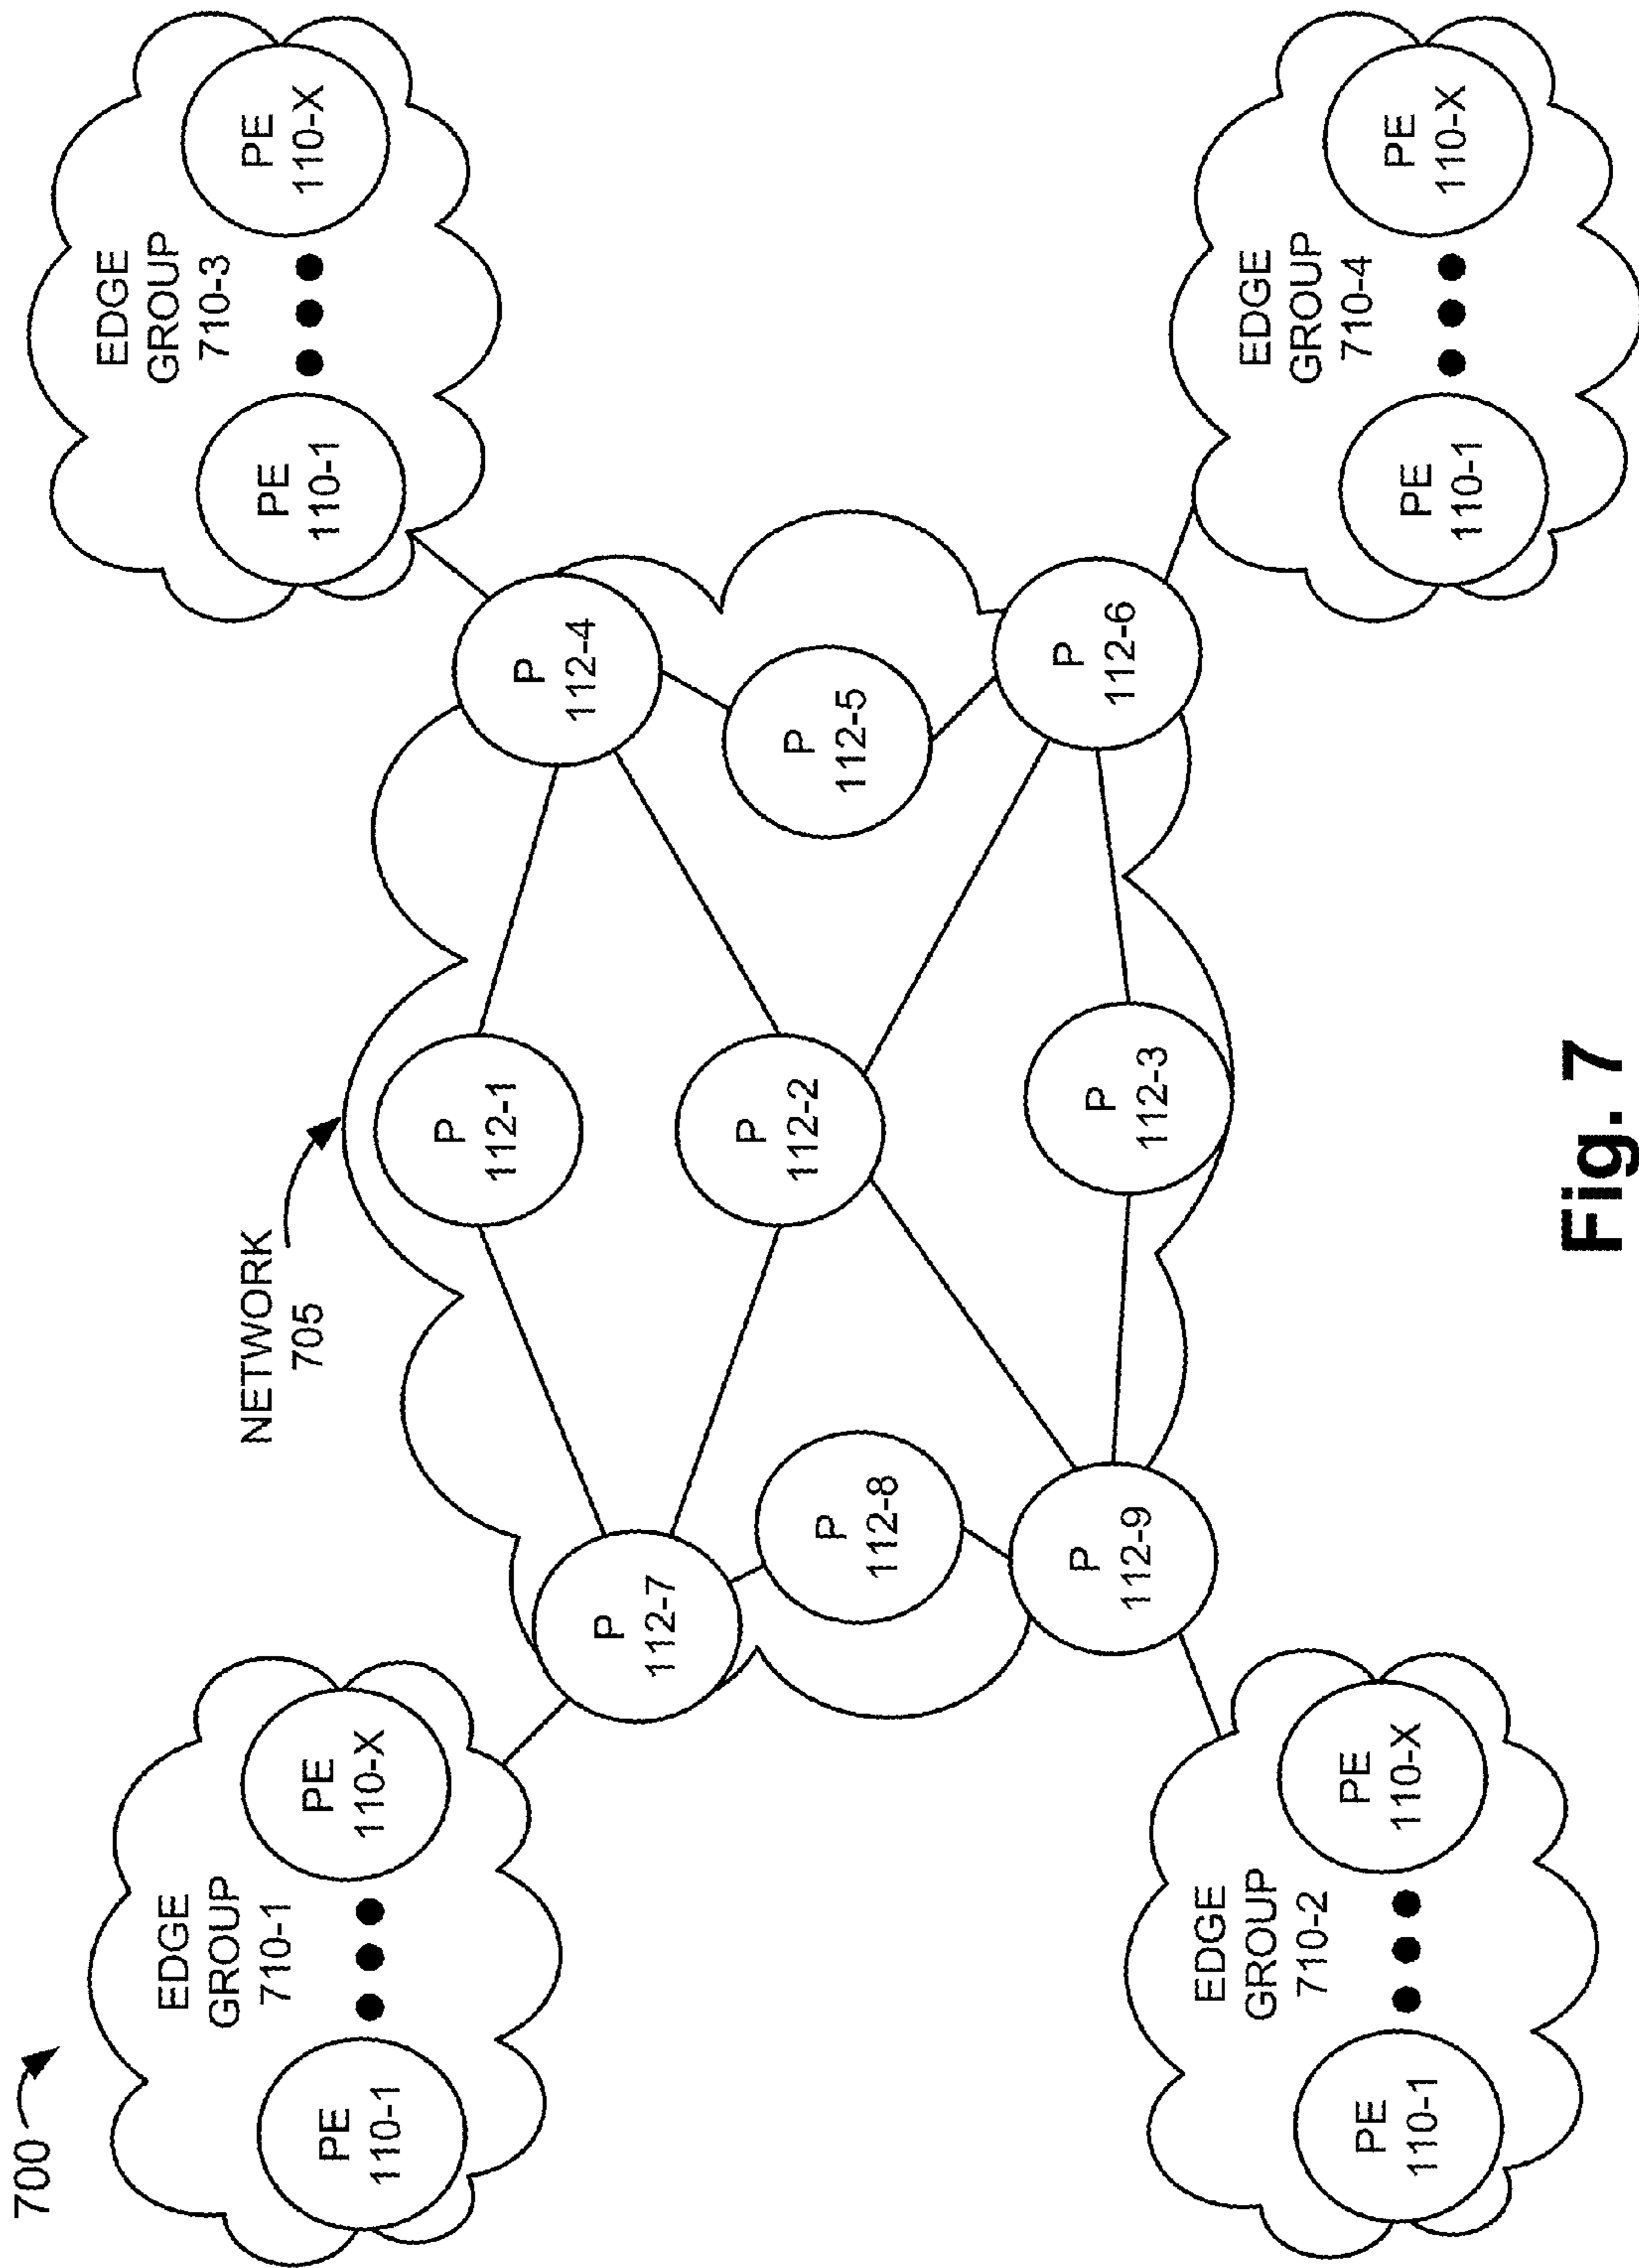 700
EDGE
GROUP
710-1
PE
110-1
PE
110-X
NETWORK
705
EDGE
GROUP
710-3
PE
110-1
PE
110-X
P
112-7
P
112-1
P
112-4
P
112-8
P
112-2
P
112-5
P
112-9
P
112-3
P
112-6
EDGE
GROUP
710-2
PE
110-1
PE
110-X
EDGE
GROUP
710-4
PE
110-1
PE
110-X
Fig. 7